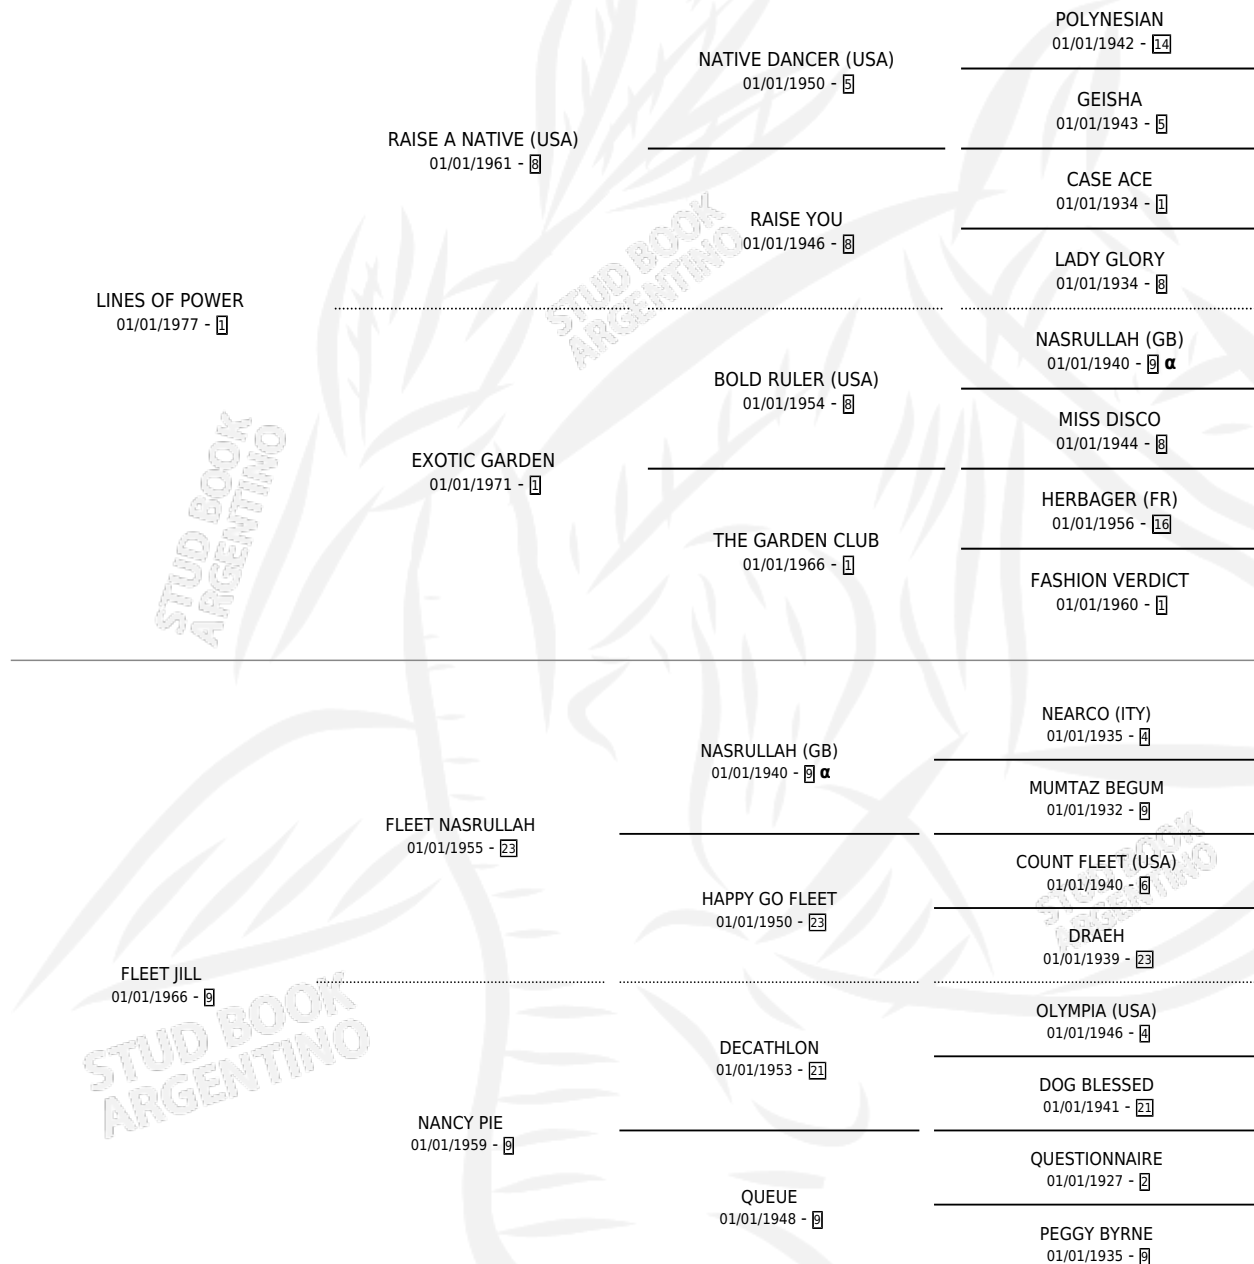 POLYNESIAN
01/01/1942 - 14
NATIVE DANCER (USA)
01/01/1950 - 5
GEISHA
01/01/1943 - 5
RAISE A NATIVE (USA)
01/01/1961 - 8
CASE ACE
01/01/1934 - 1
RAISE YOU
01/01/1946 - 8
LADY GLORY
01/01/1934 - 8
LINES OF POWER
01/01/1977 - 1
NASRULLAH (GB)
01/01/1940 - 9 α
BOLD RULER (USA)
01/01/1954 - 8
MISS DISCO
01/01/1944 - 8
EXOTIC GARDEN
01/01/1971 - 1
HERBAGER (FR)
01/01/1956 - 16
THE GARDEN CLUB
01/01/1966 - 1
FASHION VERDICT
01/01/1960 - 1
NEARCO (ITY)
01/01/1935 - 4
NASRULLAH (GB)
01/01/1940 - 9 α
MUMTAZ BEGUM
01/01/1932 - 9
FLEET NASRULLAH
01/01/1955 - 23
COUNT FLEET (USA)
01/01/1940 - 6
HAPPY GO FLEET
01/01/1950 - 23
DRAEH
01/01/1939 - 23
FLEET JILL
01/01/1966 - 9
OLYMPIA (USA)
01/01/1946 - 4
DECATHLON
01/01/1953 - 21
DOG BLESSED
01/01/1941 - 21
NANCY PIE
01/01/1959 - 9
QUESTIONNAIRE
01/01/1927 - 2
QUEUE
01/01/1948 - 9
PEGGY BYRNE
01/01/1935 - 9
STUD BOOK
ARGENTINO
STUD BOOK
ARGENTINO
STUD BOOK
ARGENTINO
STUD BOOK
ARGENTINO